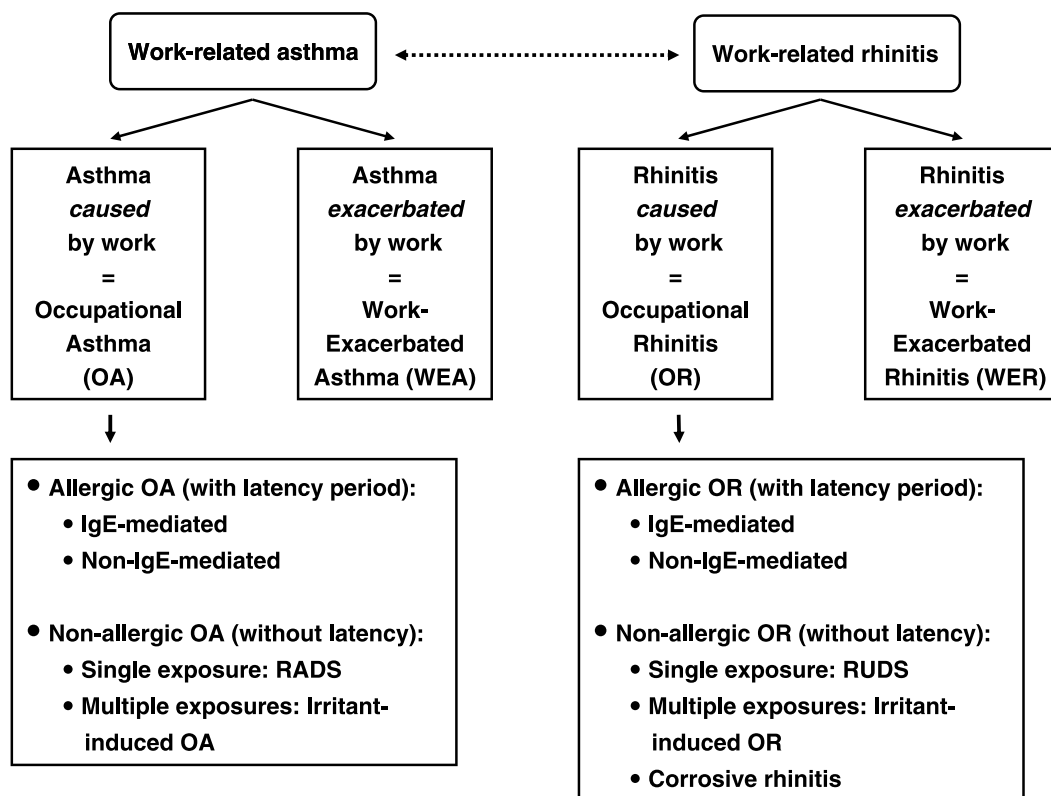 Work-related asthma
Work-related rhinitis
Asthma
caused
by work
=
Occupational
Asthma
(OA)
Asthma
exacerbated
by work
=
Work-
Exacerbated
Asthma (WEA)
Rhinitis
caused
by work
=
Occupational
Rhinitis
(OR)
Rhinitis
exacerbated
by work
=
Work-
Exacerbated
Rhinitis (WER)
• Allergic OA (with latency period):
• IgE-mediated
• Non-IgE-mediated
• Non-allergic OA (without latency):
• Single exposure: RADS
• Multiple exposures: Irritant-
induced OA
• Allergic OR (with latency period):
• IgE-mediated
• Non-IgE-mediated
• Non-allergic OR (without latency):
• Single exposure: RUDS
• Multiple exposures: Irritant-
induced OR
• Corrosive rhinitis